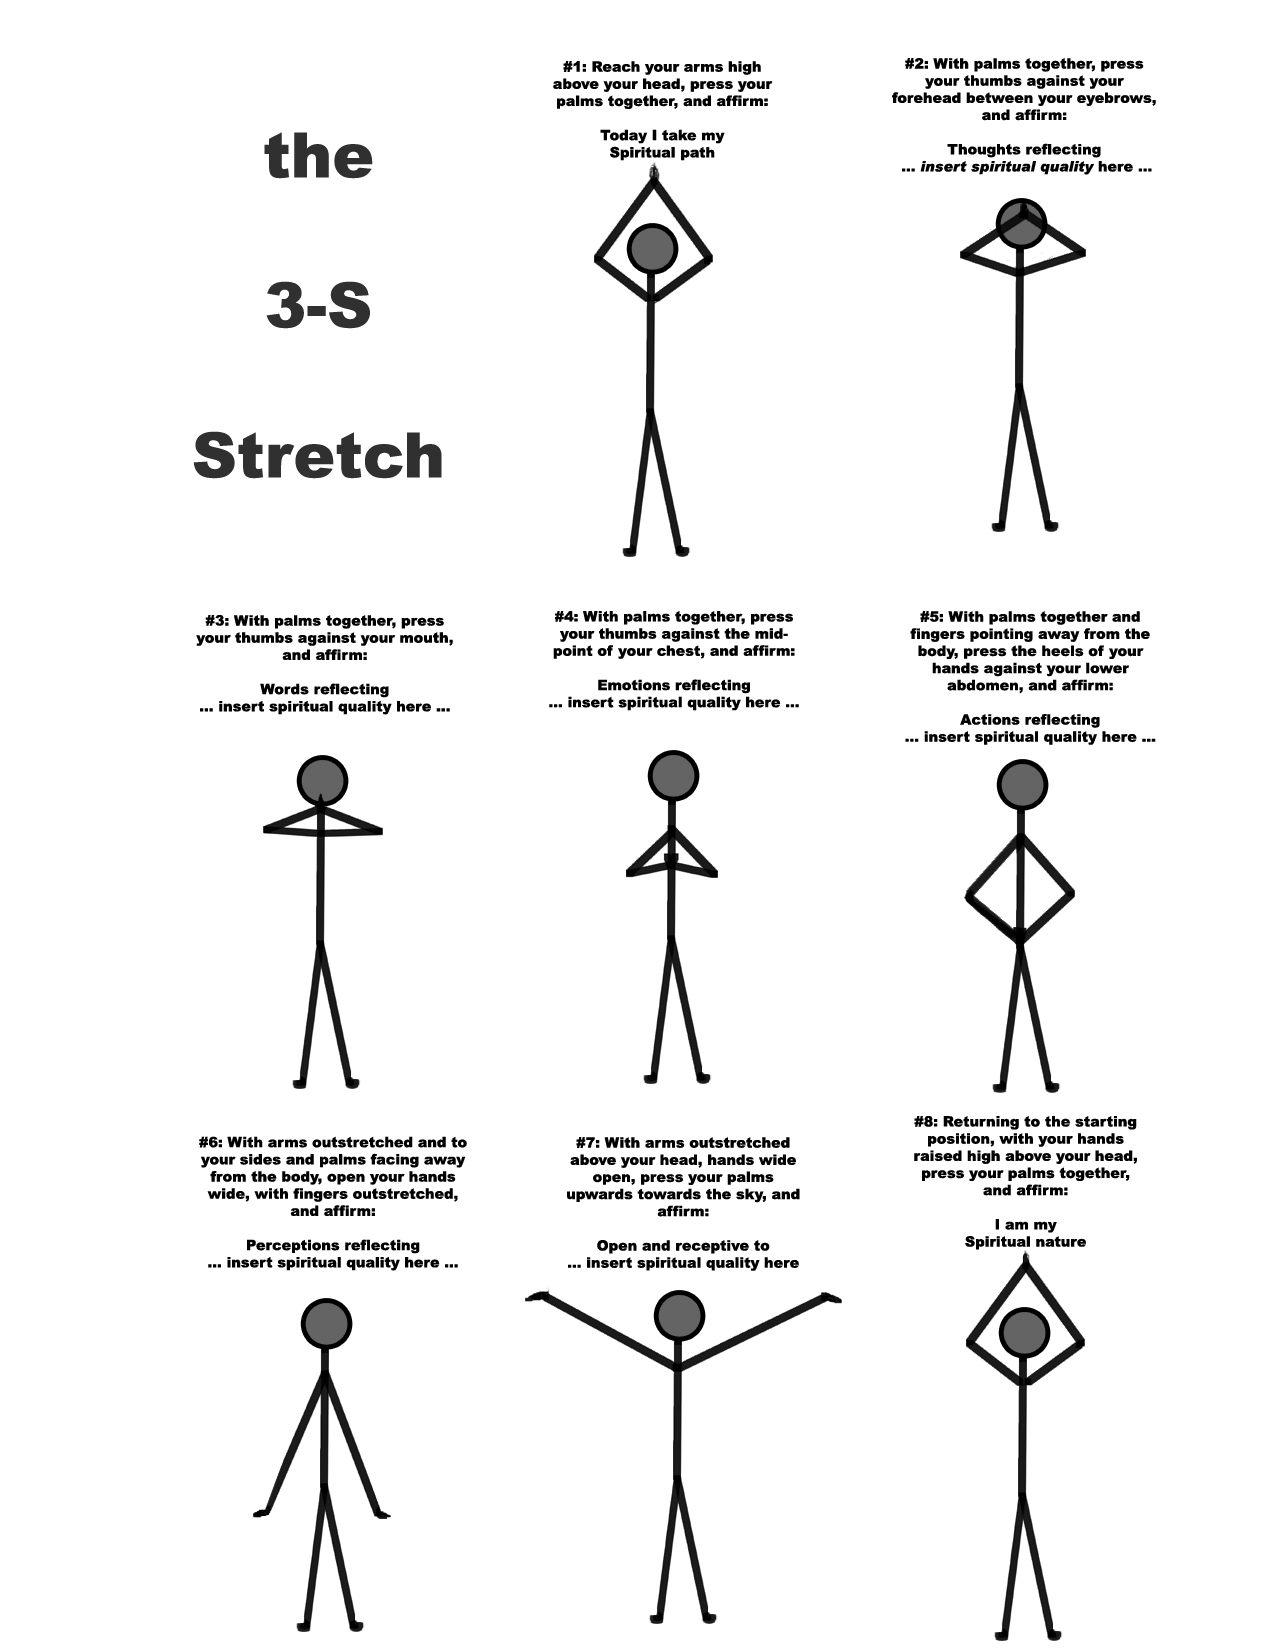 the
3-S
Stretch
#1: Reach your arms high
above your head, press your
palms together, and affirm:
Today I take my
Spiritual path
#2: With palms together, press
your thumbs against your
forehead between your eyebrows,
and affirm:
Thoughts reflecting
... insert spiritual quality here ...
#3: With palms together, press
your thumbs against your mouth,
and affirm:
Words reflecting
... insert spiritual quality here ...
#4: With palms together, press
your thumbs against the mid-
point of your chest, and affirm:
Emotions reflecting
... insert spiritual quality here ...
#5: With palms together and
fingers pointing away from the
body, press the heels of your
hands against your lower
abdomen, and affirm:
Actions reflecting
... insert spiritual quality here ...
#6: With arms outstretched and to
your sides and palms facing away
from the body, open your hands
wide, with fingers outstretched,
and affirm:
Perceptions reflecting
... insert spiritual quality here ...
#7: With arms outstretched
above your head, hands wide
open, press your palms
upwards towards the sky, and
affirm:
Open and receptive to
... insert spiritual quality here
#8: Returning to the starting
position, with your hands
raised high above your head,
press your palms together,
and affirm:
I am my
Spiritual nature